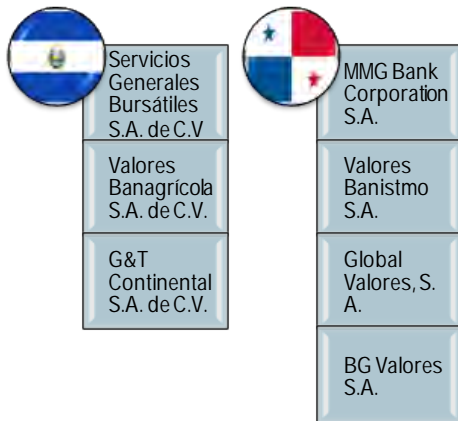 Servicios
Generales
Bursátiles
S.A. de C.V
Valores
Banagrícola
S.A. de C.V.
G&T
Continental
S.A. de C.V.
MMG Bank
Corporation
S.A.
Valores
Banistmo
S.A.
Global
Valores, S.
A.
BG Valores
S.A.